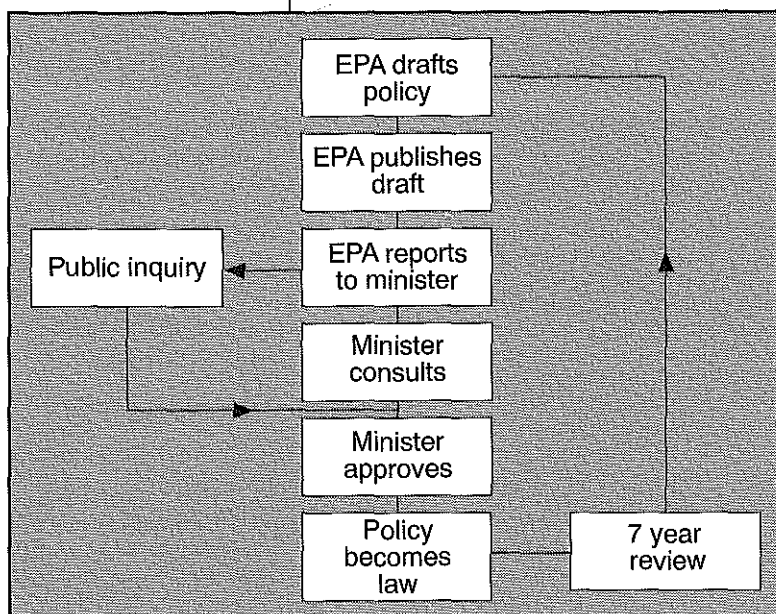 EPA drafts
policy
EPA publishes
draft
Public inquiry
EPA reports
to minister
Minister
consults
Minister
approves
Policy
becomes
law
7 year
review